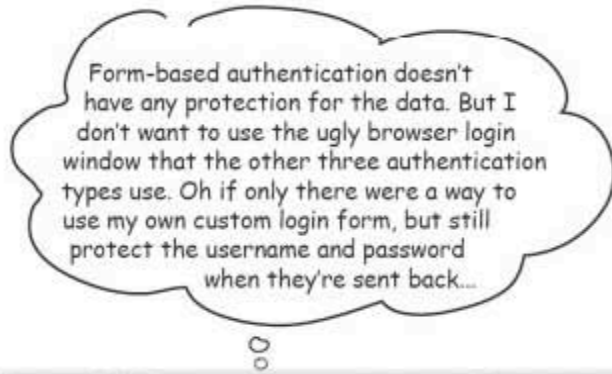 Form-based authentication doesn't
have any protection for the data. But I
don't want to use the ugly browser login
window that the other three authentication
types use. Oh if only there were a way to
use my own custom login form, but still
protect the username and password
when they're sent back...